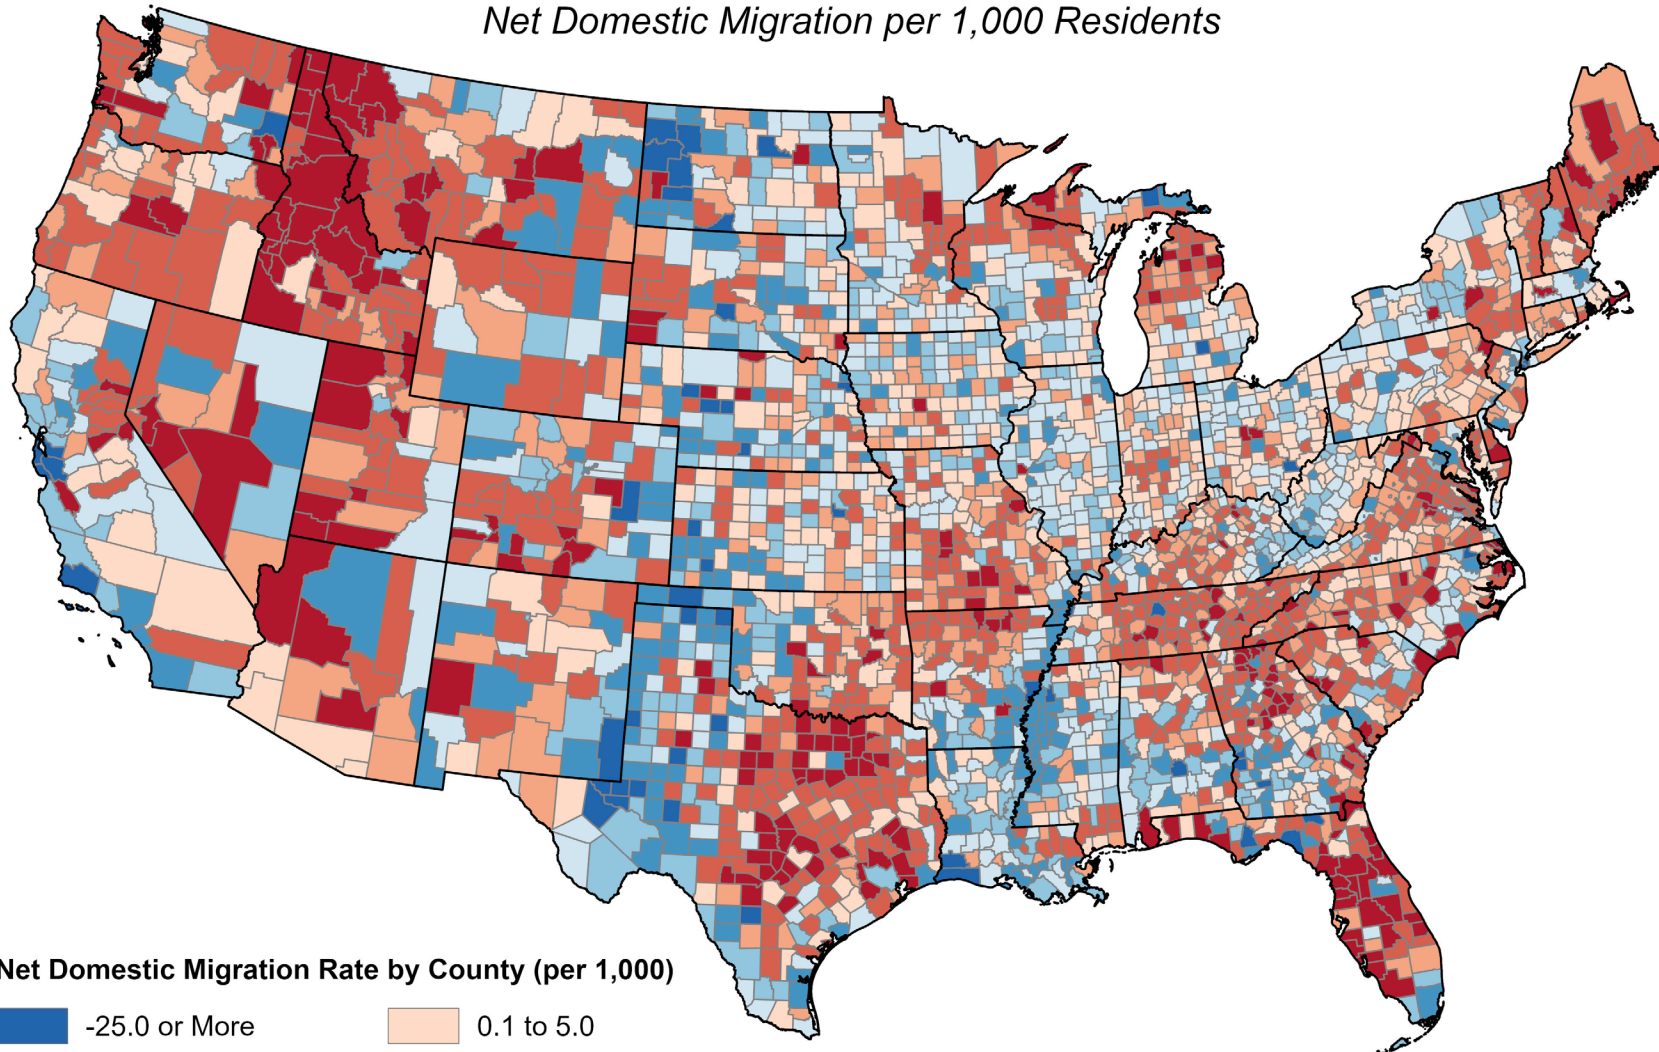 Net Domestic Migration per 1,000 Residents
Net Domestic Migration Rate by County (per 1,000)
-25.0 or More
0.1 to 5.0